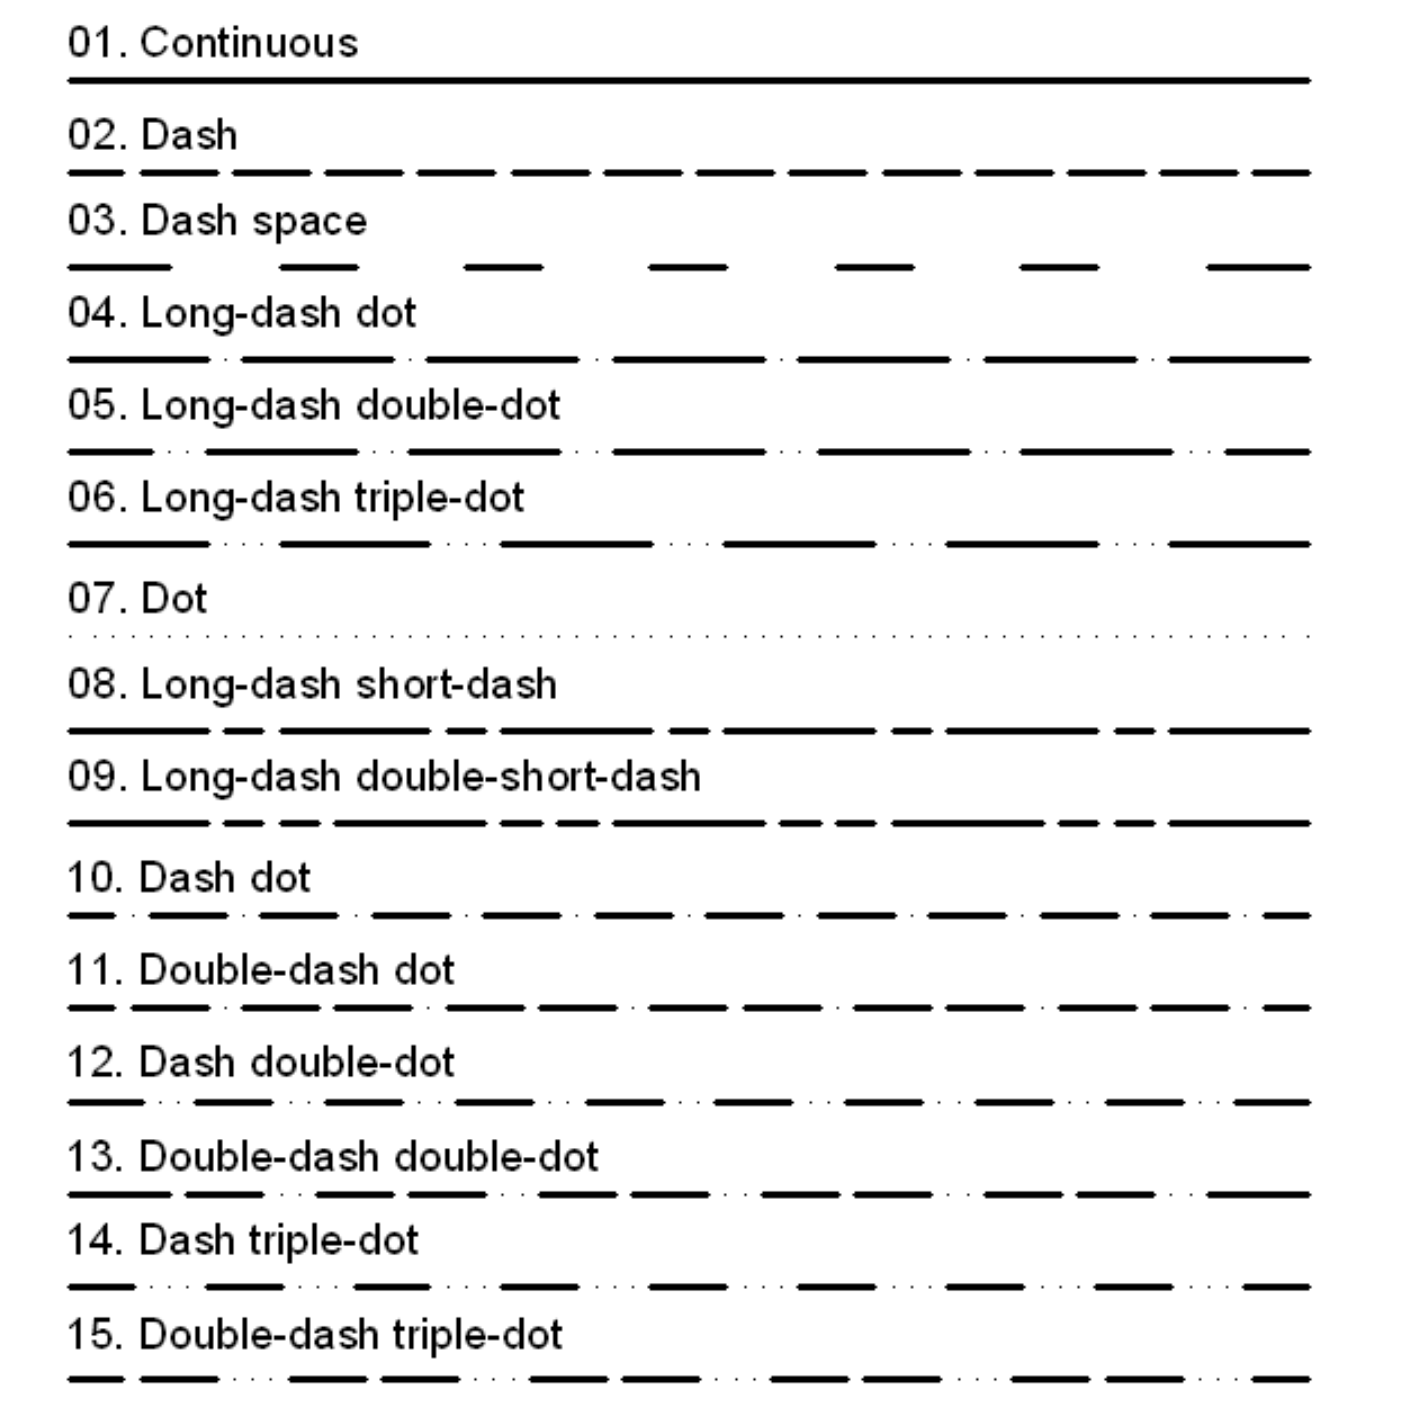 01. Continuous
02. Dash
03. Dash space
04. Long-dash dot
05. Long-dash double-dot
06. Long-dash triple-dot
07. Dot
08. Long-dash short-dash
09. Long-dash double-short-dash
10. Dash dot
11. Double-dash dot
12. Dash double-dot
13. Double-dash double-dot
14. Dash triple-dot
15. Double-dash triple-dot